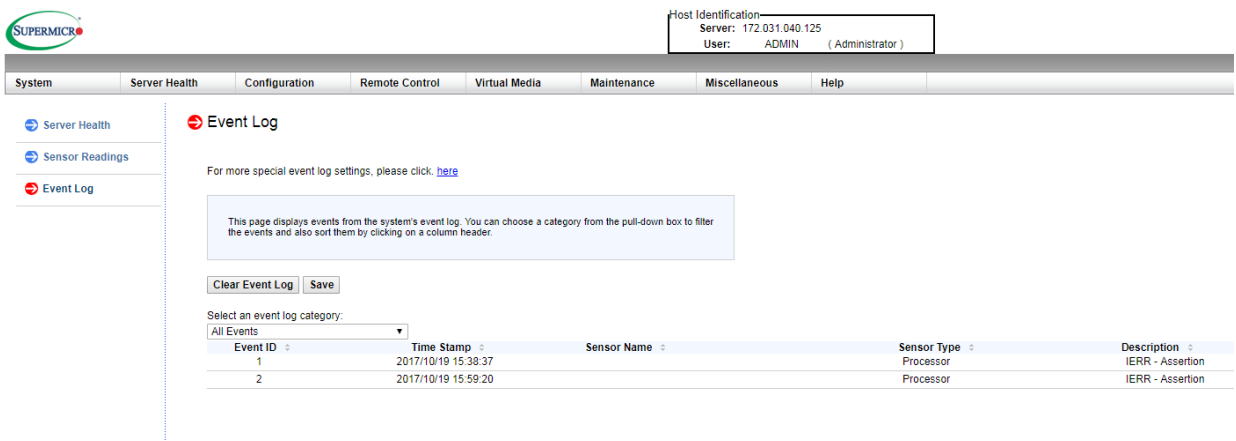 SUPERMICR
Host Identification
Server: 172.031.040.125
User: ADMIN ( Administrator )
System Server Health Configuration Remote Control Virtual Media Maintenance Miscellaneous Help
Server Health
Sensor Readings
Event Log
Event Log
For more special event log settings, please click. here
This page displays events from the system's event log. You can choose a category from the pull-down box to filter
the events and also sort them by clicking on a column header.
Clear Event Log Save
Select an event log category:
All Events
Event ID Time Stamp Sensor Name Sensor Type Description
1 2017/10/19 15:38:37 Processor IERR - Assertion
2 2017/10/19 15:59:20 Processor IERR - Assertion